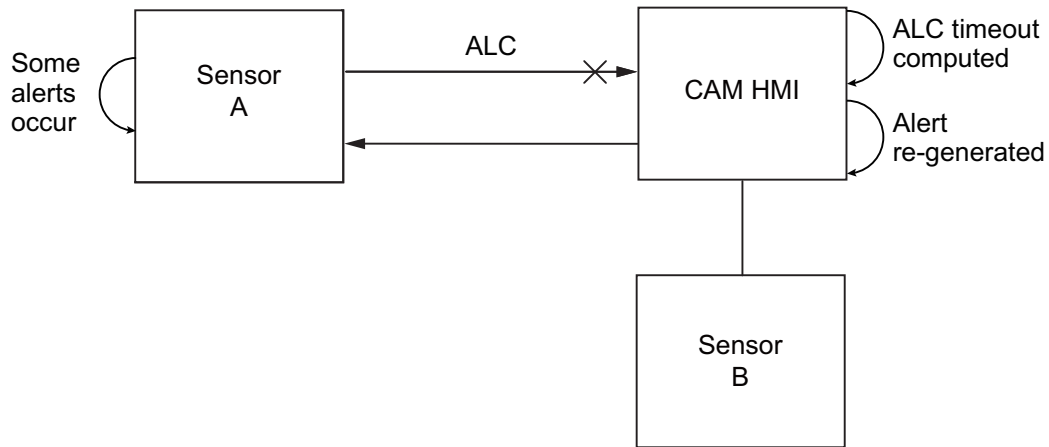 Some
alerts
occur
Sensor
A
ALC
CAM HMI
ALC timeout
computed
Alert
re-generated
Sensor
B